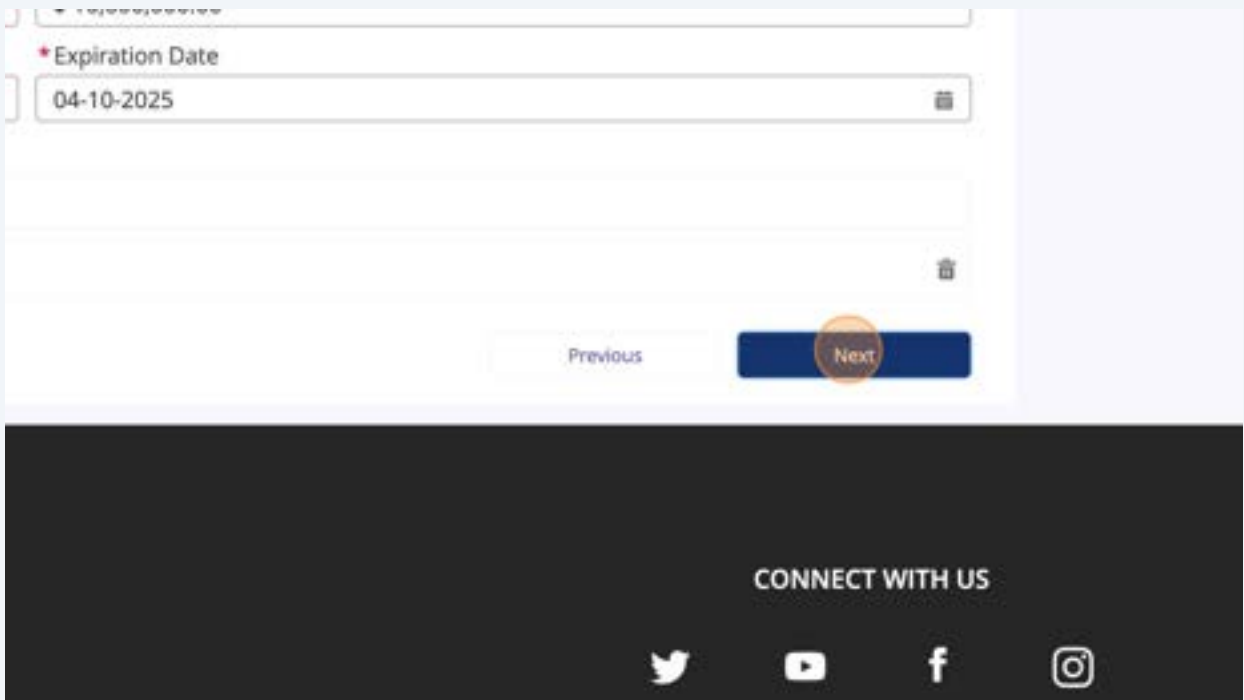 * Expiration Date
04-10-2025
Previous
Next
CONNECT WITH US